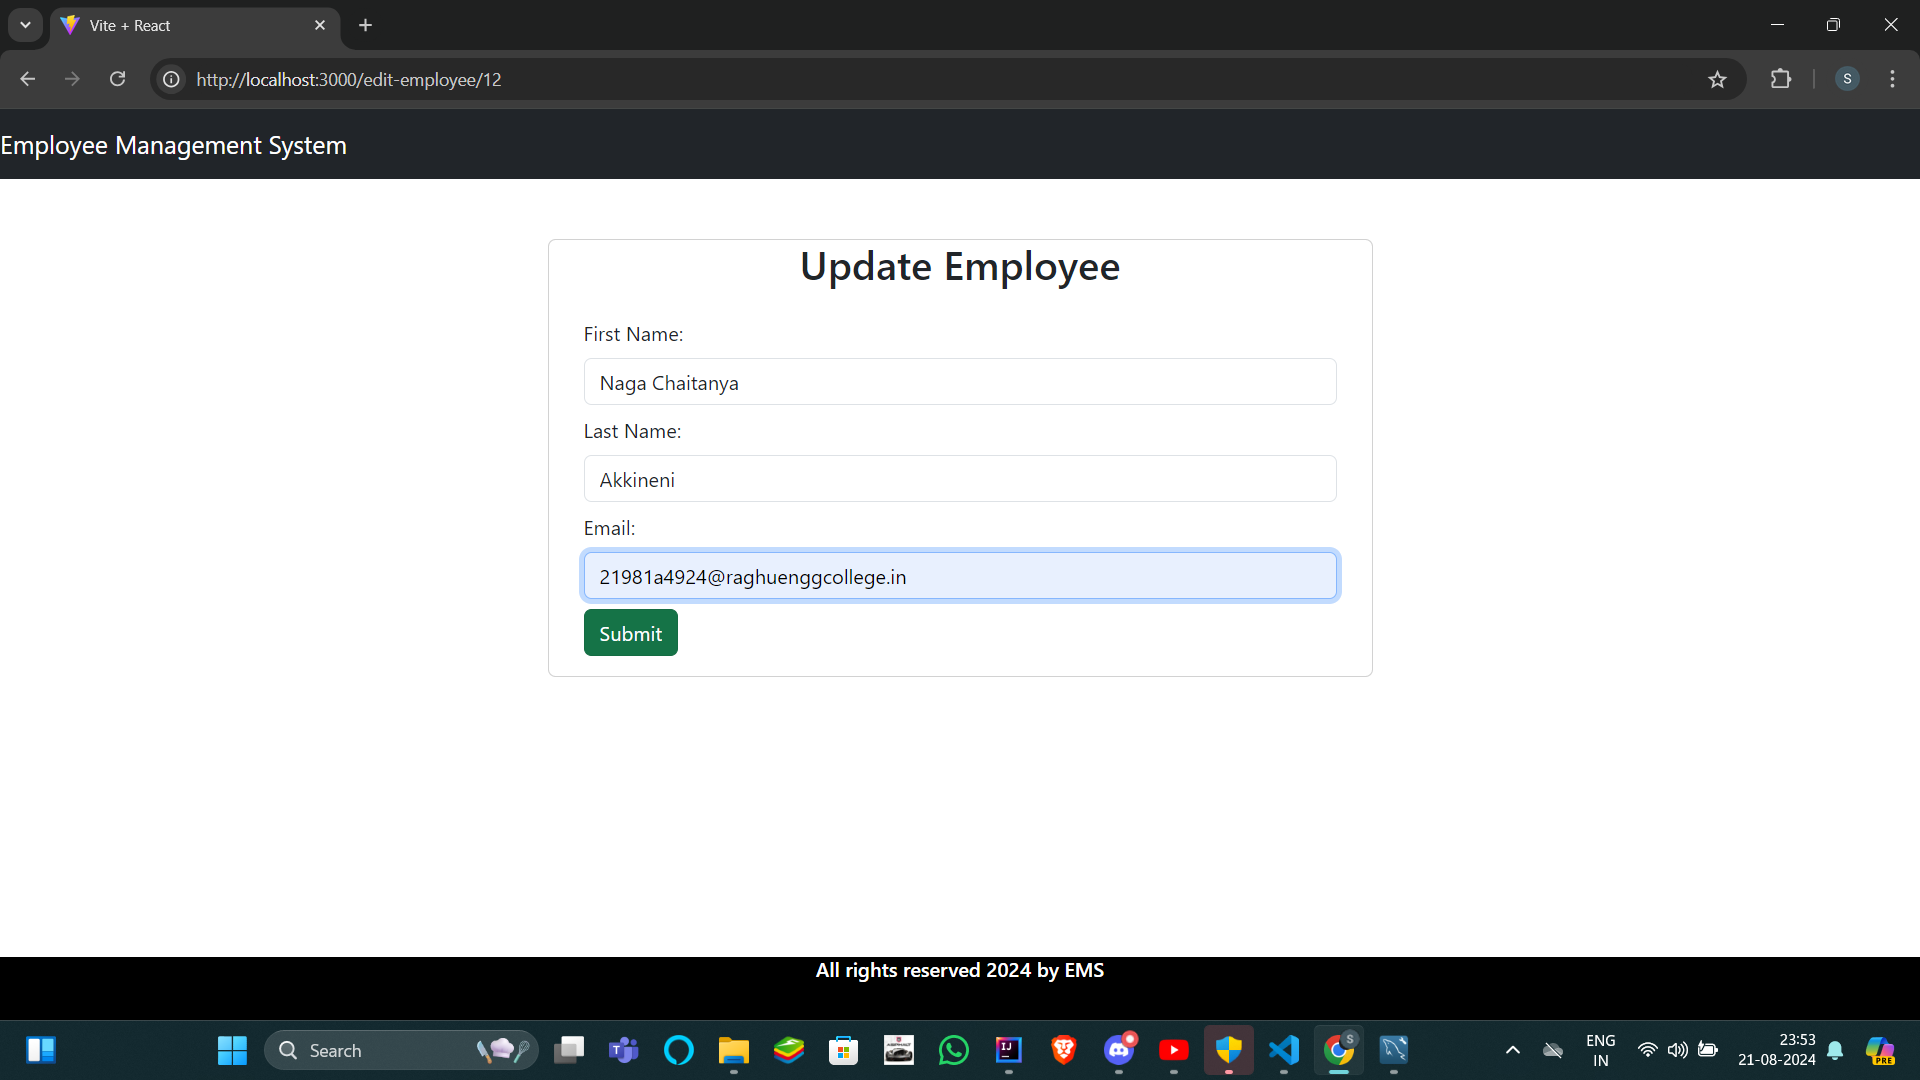 Vite + React
http://localhost:3000/edit-employee/12
S
Employee Management System
Update Employee
First Name:
Naga Chaitanya
Last Name:
Akkineni
Email:
21981a4924@raghuenggcollege.in
Submit
All rights reserved 2024 by EMS
Search
T
IJ
S
ENG
IN
23:53
21-08-2024
PRE